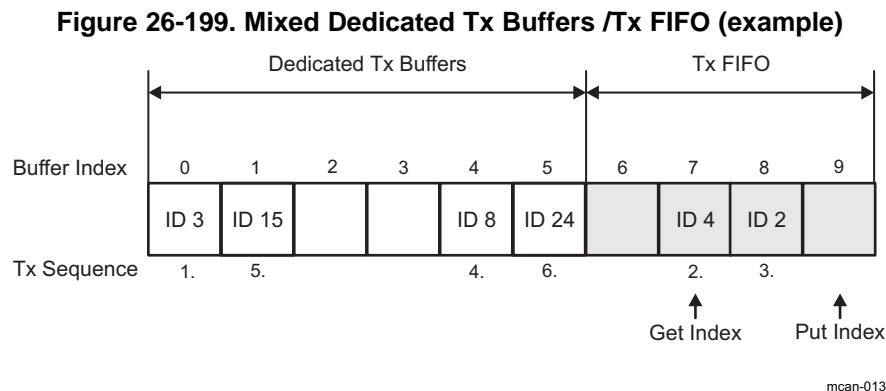 Figure 26-199. Mixed Dedicated Tx Buffers /Tx FIFO (example)
Dedicated Tx Buffers Tx FIFO
Buffer Index 0 1 2 3 4 5 6 7 8 9
ID 3 ID 15 ID 8 ID 24 ID 4 ID 2
Tx Sequence 1. 5. 4. 6. 2. 3.
Get Index Put Index
mcan-013